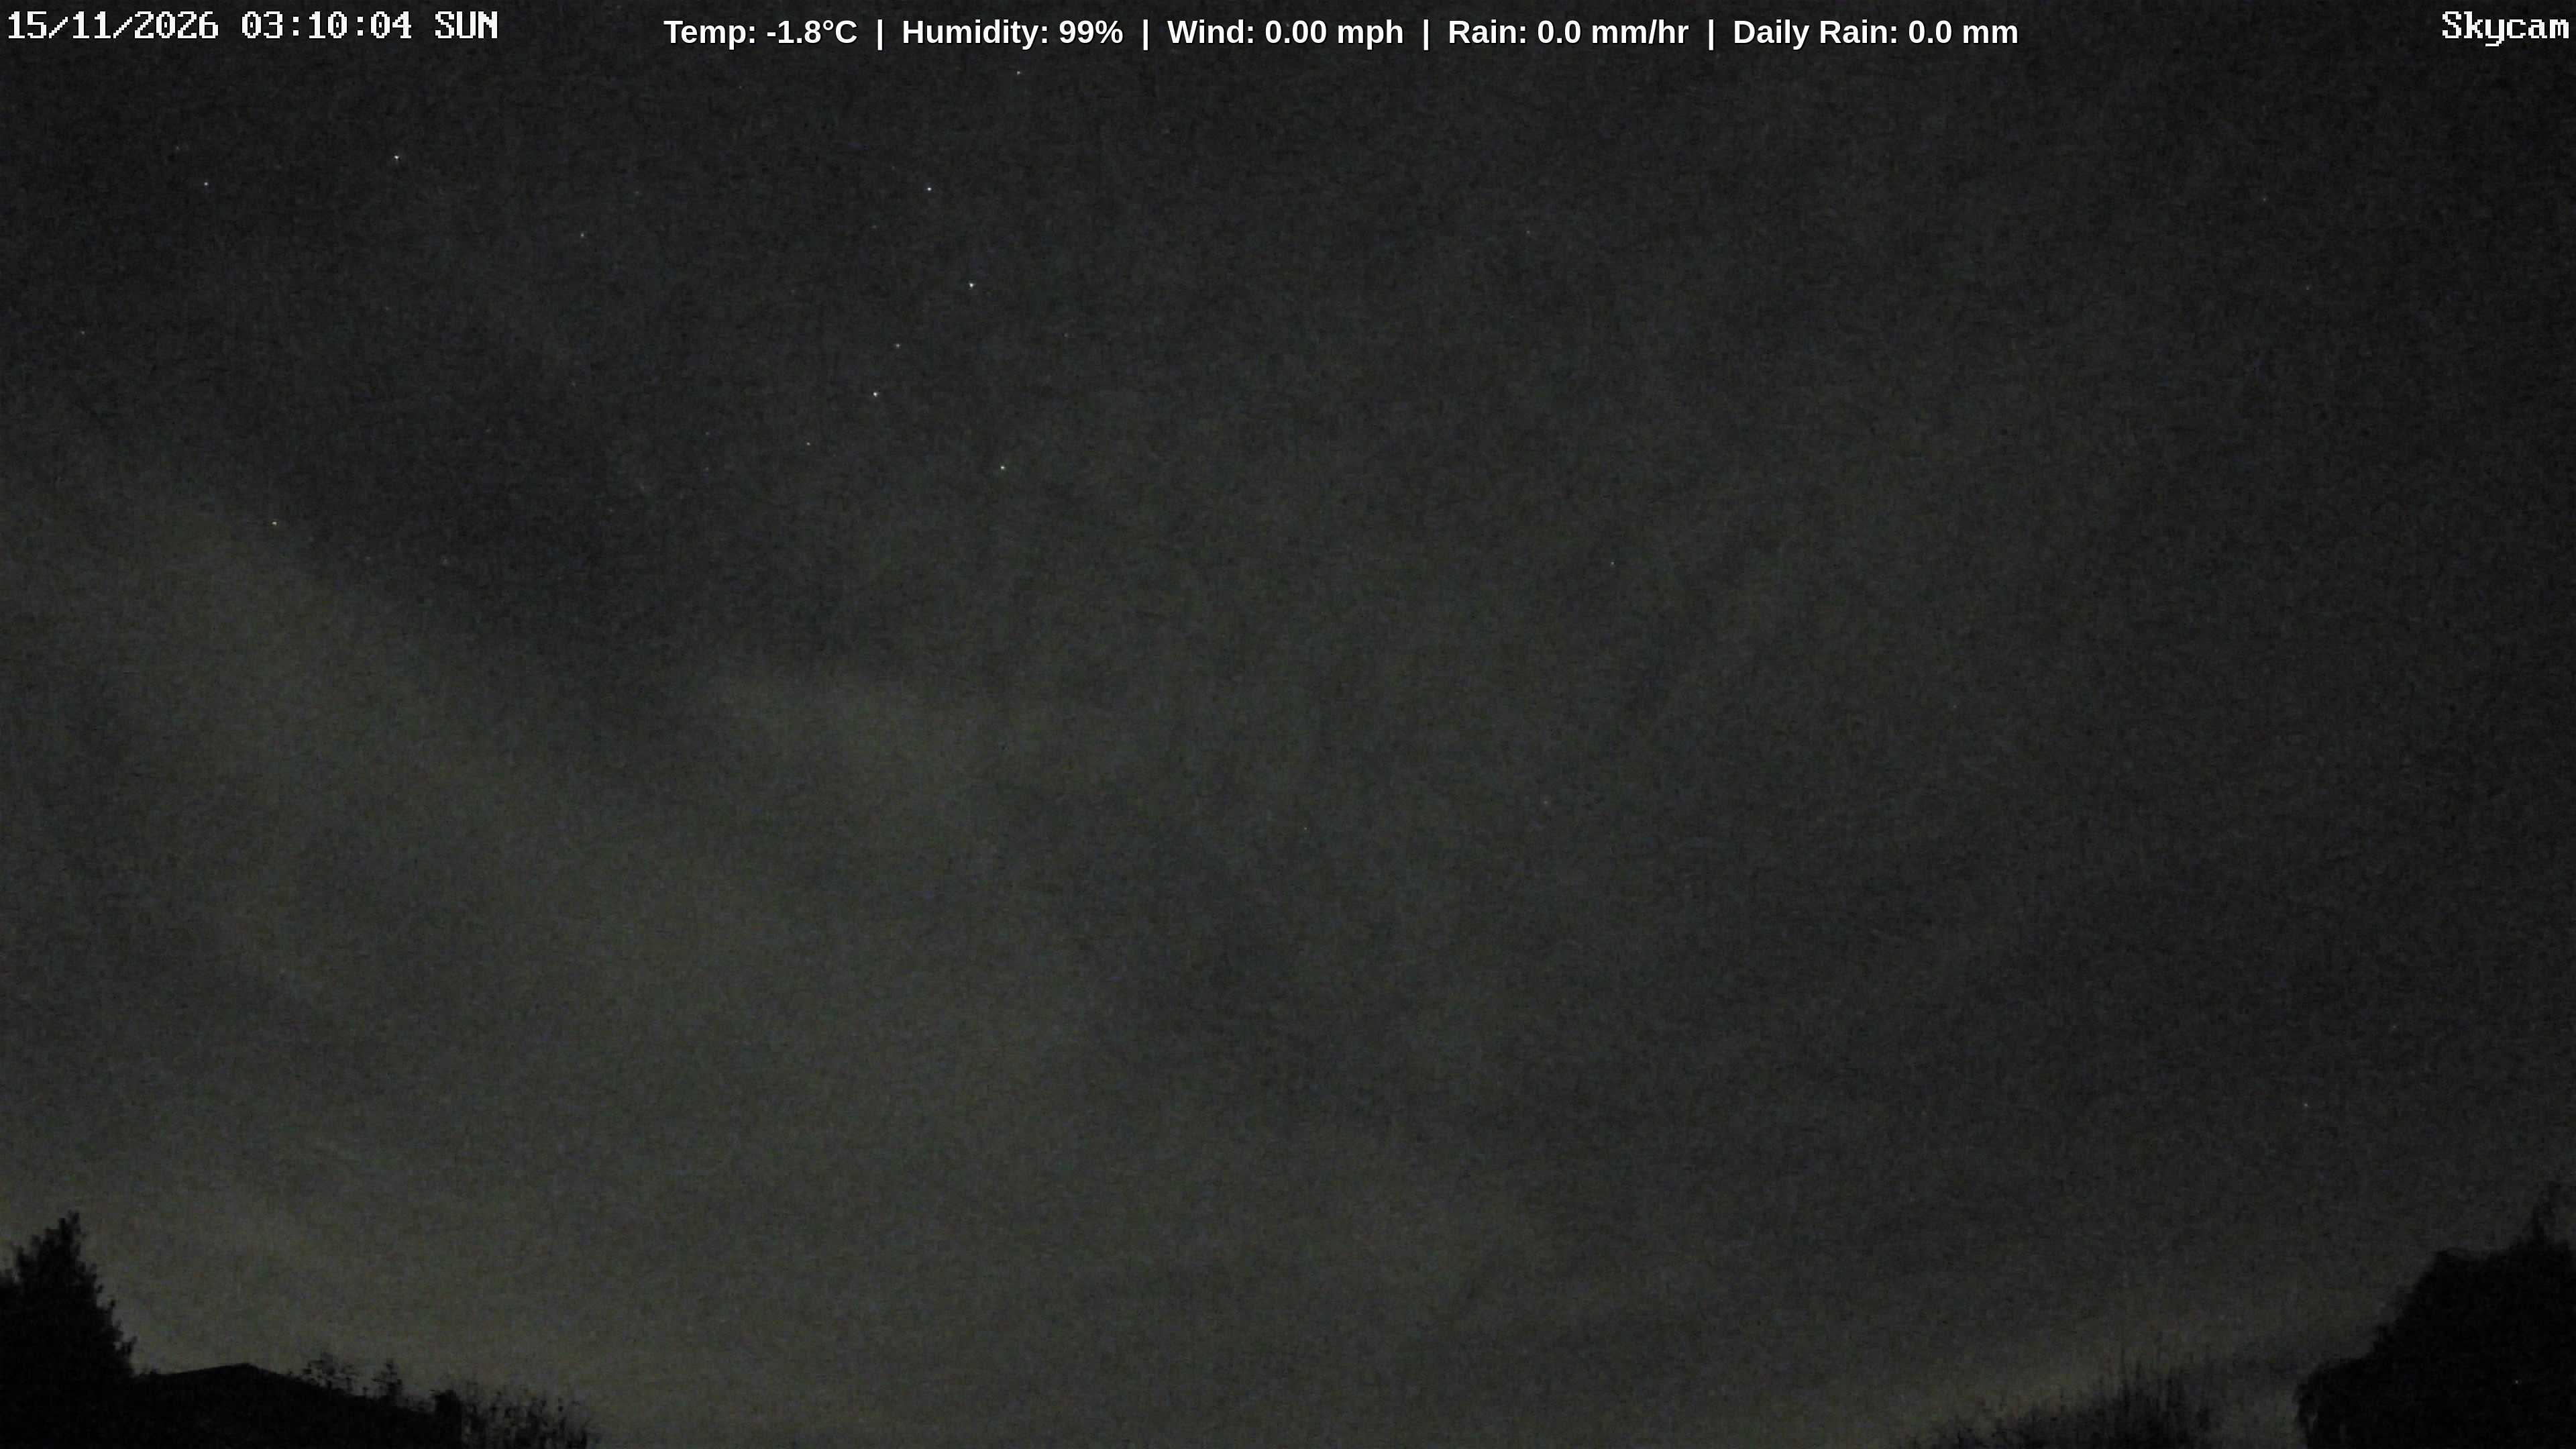 15/11/2026 03:10:04 SUN
Temp: -1.8°C | Humidity: 99% | Wind: 0.00 mph | Rain: 0.0 mm/hr | Daily Rain: 0.0 mm
Skycam